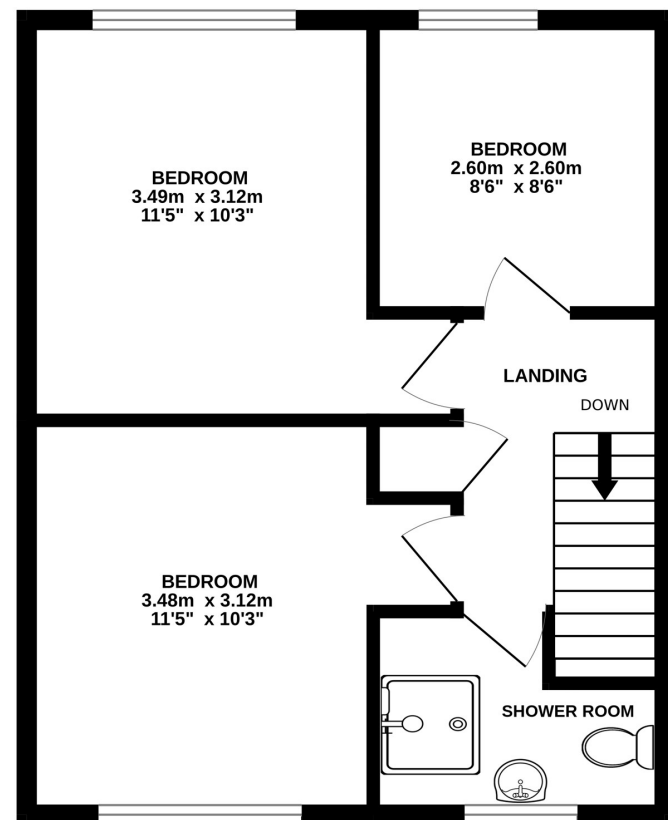 BEDROOM
3.49m x 3.12m
11'5" x 10'3"
BEDROOM
2.60m x 2.60m
8'6" x 8'6"
LANDING
DOWN
BEDROOM
3.48m x 3.12m
11'5" x 10'3"
SHOWER ROOM